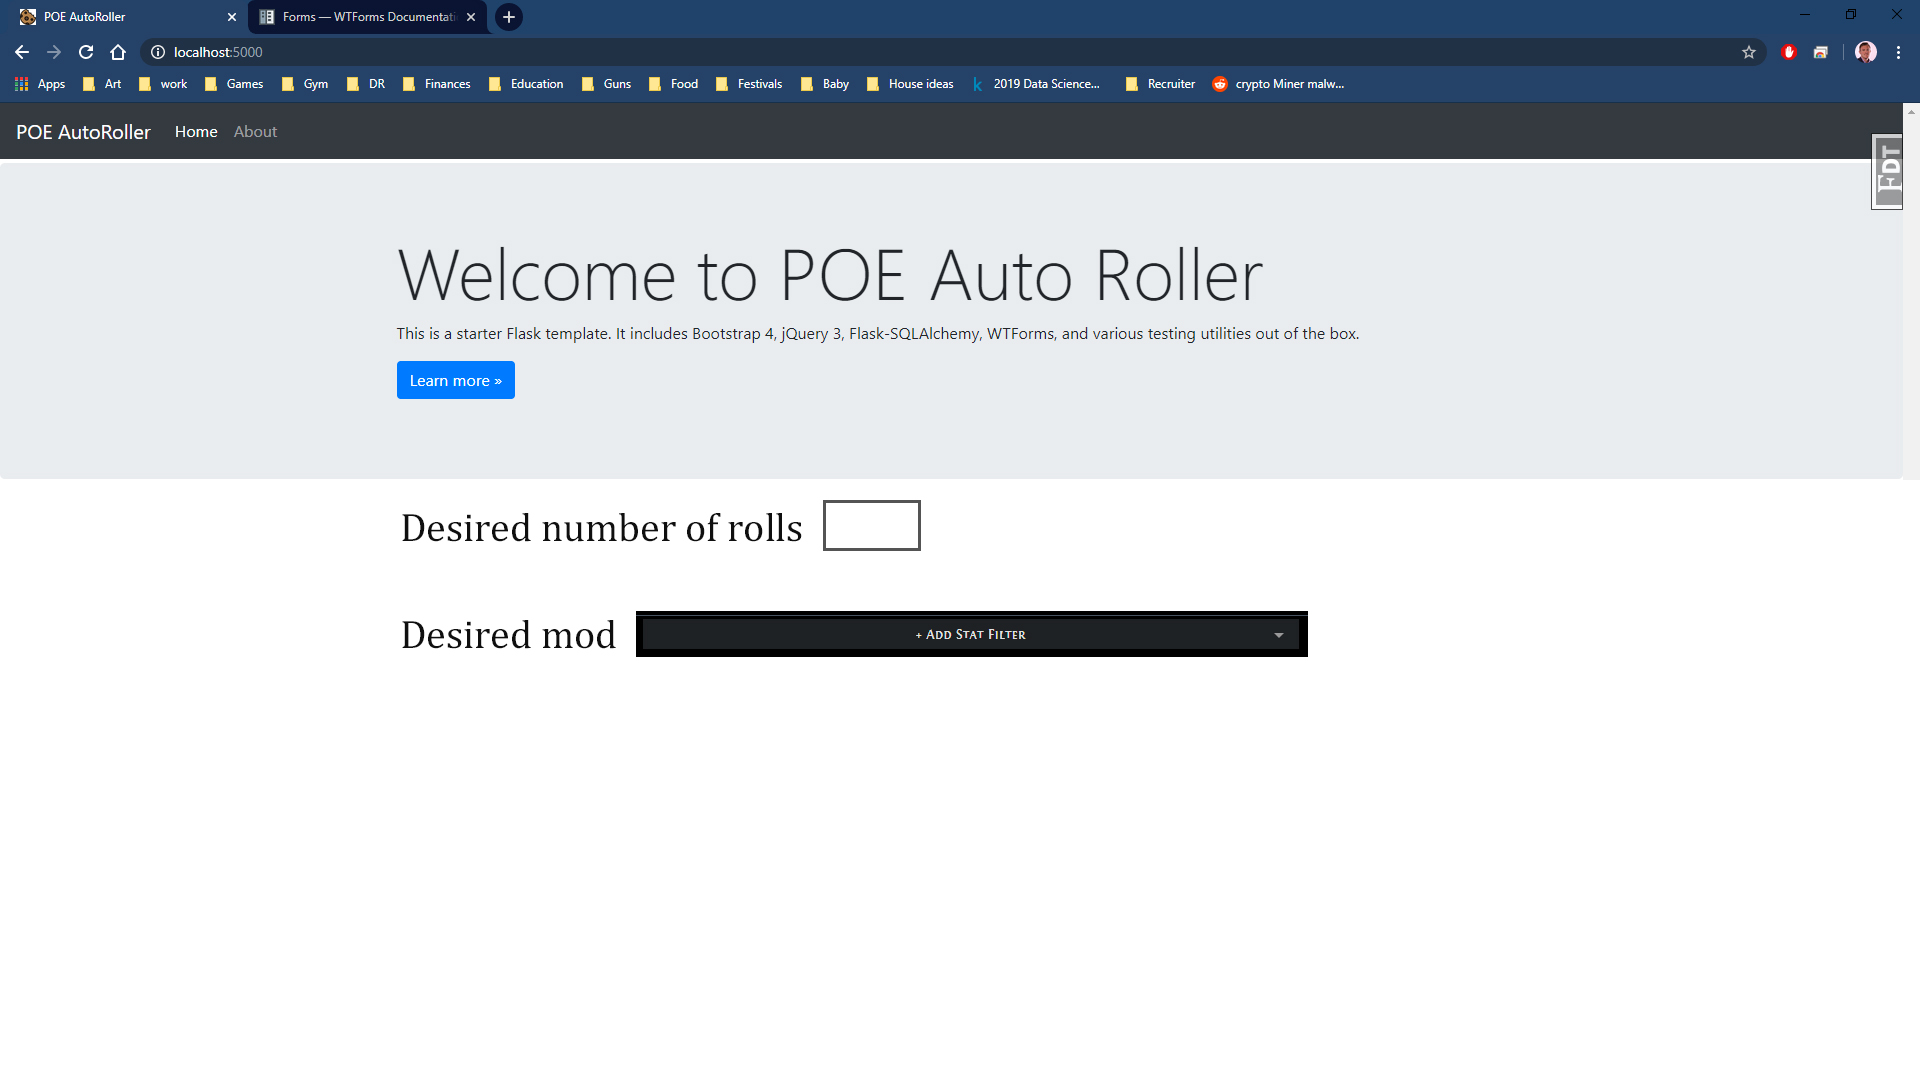 POE AutoRoller
Forms — WTForms Documentati
localhost:5000
Apps Art work Games Gym DR Finances Education Guns Food Festivals Baby House ideas 2019 Data Science... Recruiter crypto Miner malw...
POE AutoRoller Home About
FDT
Welcome to POE Auto Roller
This is a starter Flask template. It includes Bootstrap 4, jQuery 3, Flask-SQLAlchemy, WTForms, and various testing utilities out of the box.
Learn more »
Desired number of rolls
Desired mod + Add Stat Filter